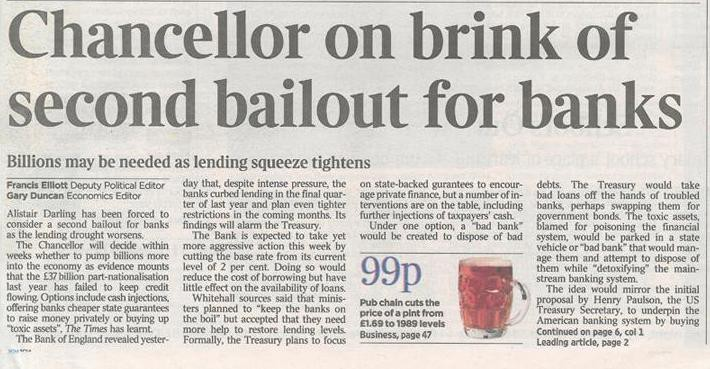 Chancellor on brink of
second bailout for banks
Billions may be needed as lending squeeze tightens
Francis Elliott Deputy Political Editor
Gary Duncan Economics Editor
Alistair Darling has been forced to
consider a second bailout for banks
as the lending drought worsens.
The Chancellor will decide within
weeks whether to pump billions more
into the economy as evidence mounts
that the £37 billion part-nationalisation
last year has failed to keep credit
flowing. Options include cash injections,
offering banks cheaper state guarantees
to raise money privately or buying up
"toxic assets", The Times has learnt.
The Bank of England revealed yester-
day that, despite intense pressure, the
banks curbed lending in the final quar-
ter of last year and plan even tighter
restrictions in the coming months. Its
findings will alarm the Treasury.
The Bank is expected to take yet
more aggressive action this week by
cutting the base rate from its current
level of 2 per cent. Doing so would
reduce the cost of borrowing but have
little effect on the availability of loans.
Whitehall sources said that minis-
ters planned to "keep the banks on
the boil" but accepted that they need
more help to restore lending levels.
Formally, the Treasury plans to focus
on state-backed gurantees to encour-
age private finance, but a number of in-
terventions are on the table, including
further injections of taxpayers' cash.
Under one option, a "bad bank"
would be created to dispose of bad
99p
Pub chain cuts the
price of a pint from
£1.69 to 1989 levels
Business, page 47
debts. The Treasury would take
bad loans off the hands of troubled
banks, perhaps swapping them for
government bonds. The toxic assets,
blamed for poisoning the financial
system, would be parked in a state
vehicle or "bad bank" that would man-
age them and attempt to dispose of
them while "detoxifying" the main-
stream banking system.
The idea would mirror the initial
proposal by Henry Paulson, the US
Treasury Secretary, to underpin the
American banking system by buying
Continued on page 6, col 1
Leading article, page 2